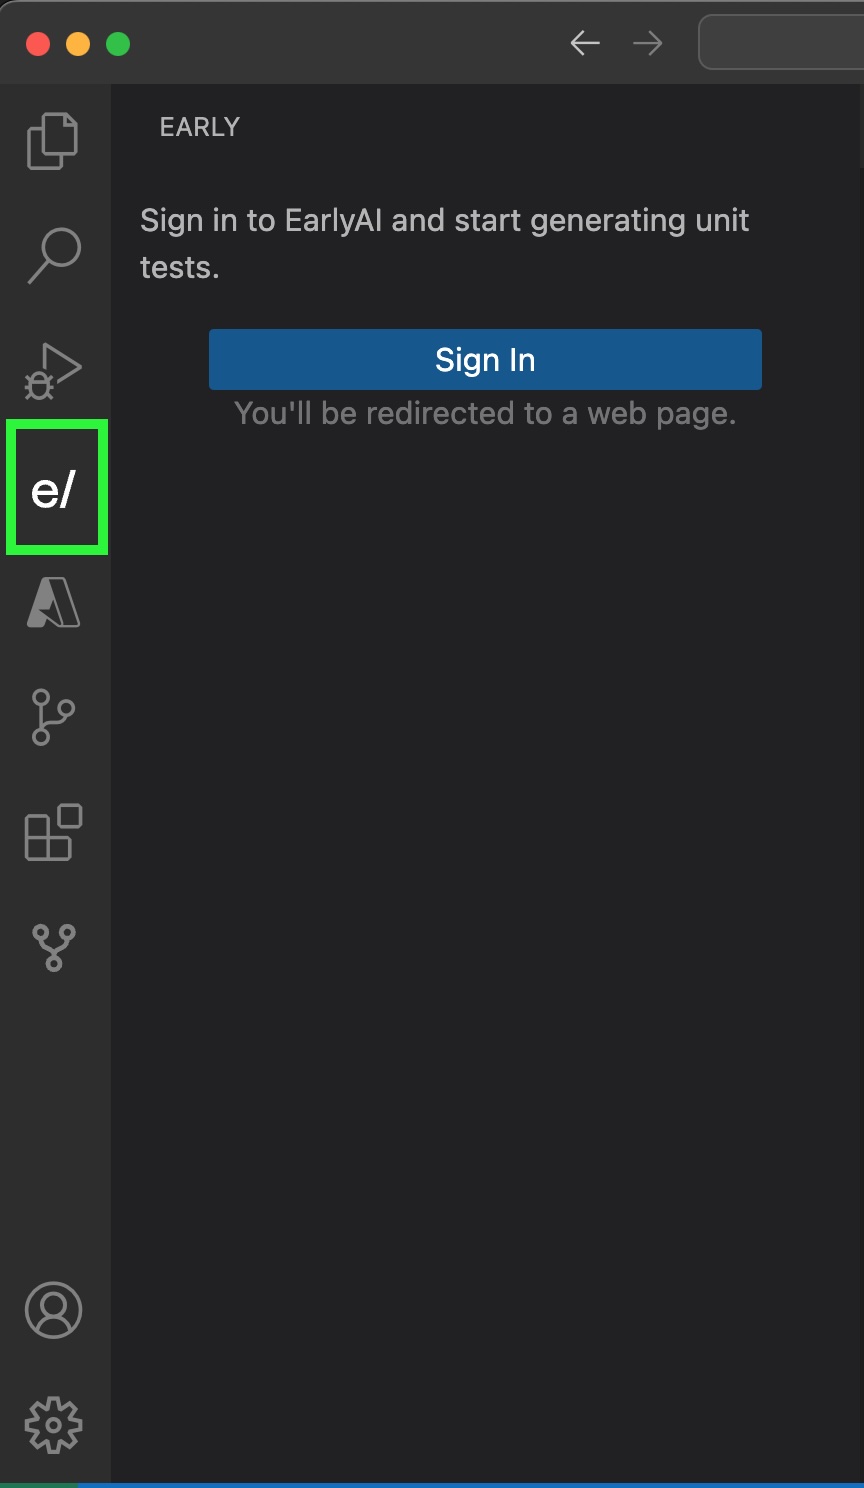 EARLY
Sign in to EarlyAI and start generating unit
tests.
Sign In
You'll be redirected to a web page.
e/